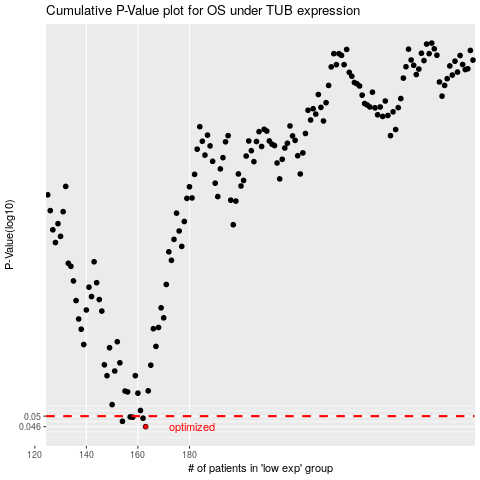 Cumulative P-Value plot for OS under TUB expression
P-Value(log10)
0.05
0.046
optimized
120 140 160 180
# of patients in 'low exp' group